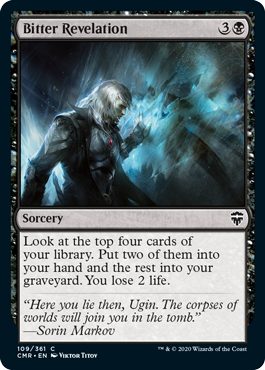 Bitter Revelation 3
Sorcery
Look at the top four cards of
your library. Put two of them into
your hand and the rest into your
graveyard. You lose 2 life.
"Here you lie then, Ugin. The corpses of
worlds will join you in the tomb."
—Sorin Markov
109/361 C
CMR • EN Viktor Titov
™ & © 2020 Wizards of the Coast